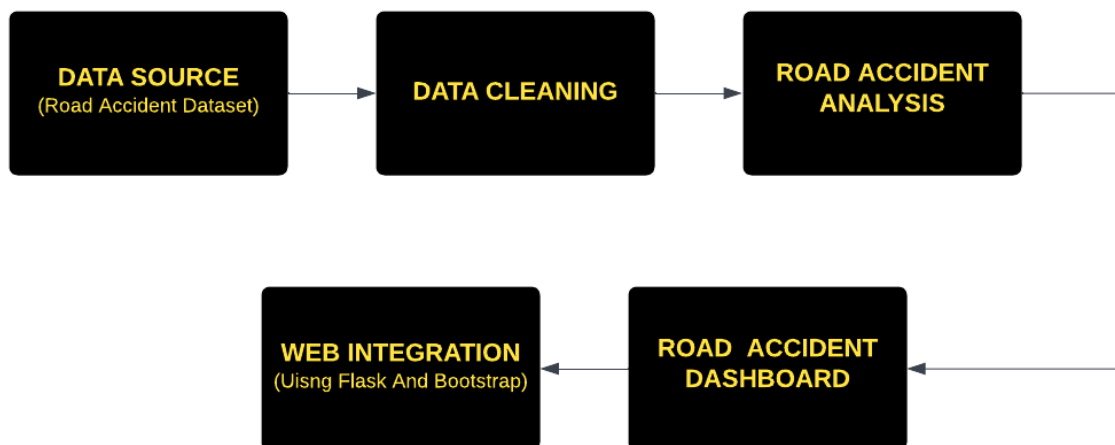 DATA SOURCE
(Road Accident Dataset)
DATA CLEANING
ROAD ACCIDENT
ANALYSIS
ROAD ACCIDENT
DASHBOARD
WEB INTEGRATION
(Uisng Flask And Bootstrap)